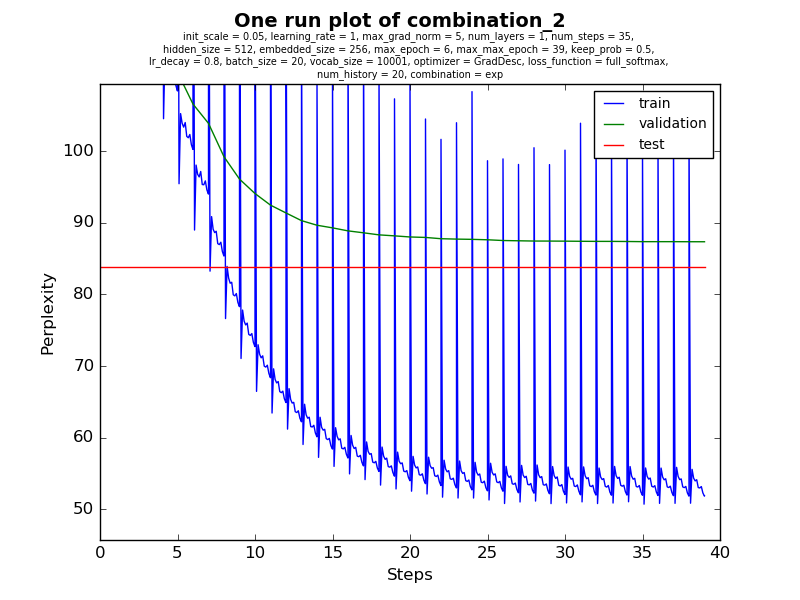 One run plot of combination_2
init_scale = 0.05, learning_rate = 1, max_grad_norm = 5, num_layers = 1, num_steps = 35,
hidden_size = 512, embedded_size = 256, max_epoch = 6, max_max_epoch = 39, keep_prob = 0.5,
lr_decay = 0.8, batch_size = 20, vocab_size = 10001, optimizer = GradDesc, loss_function = full_softmax,
num_history = 20, combination = exp
train
validation
test
100
90
80
70
60
50
Perplexity
0 5 10 15 20 25 30 35 40
Steps